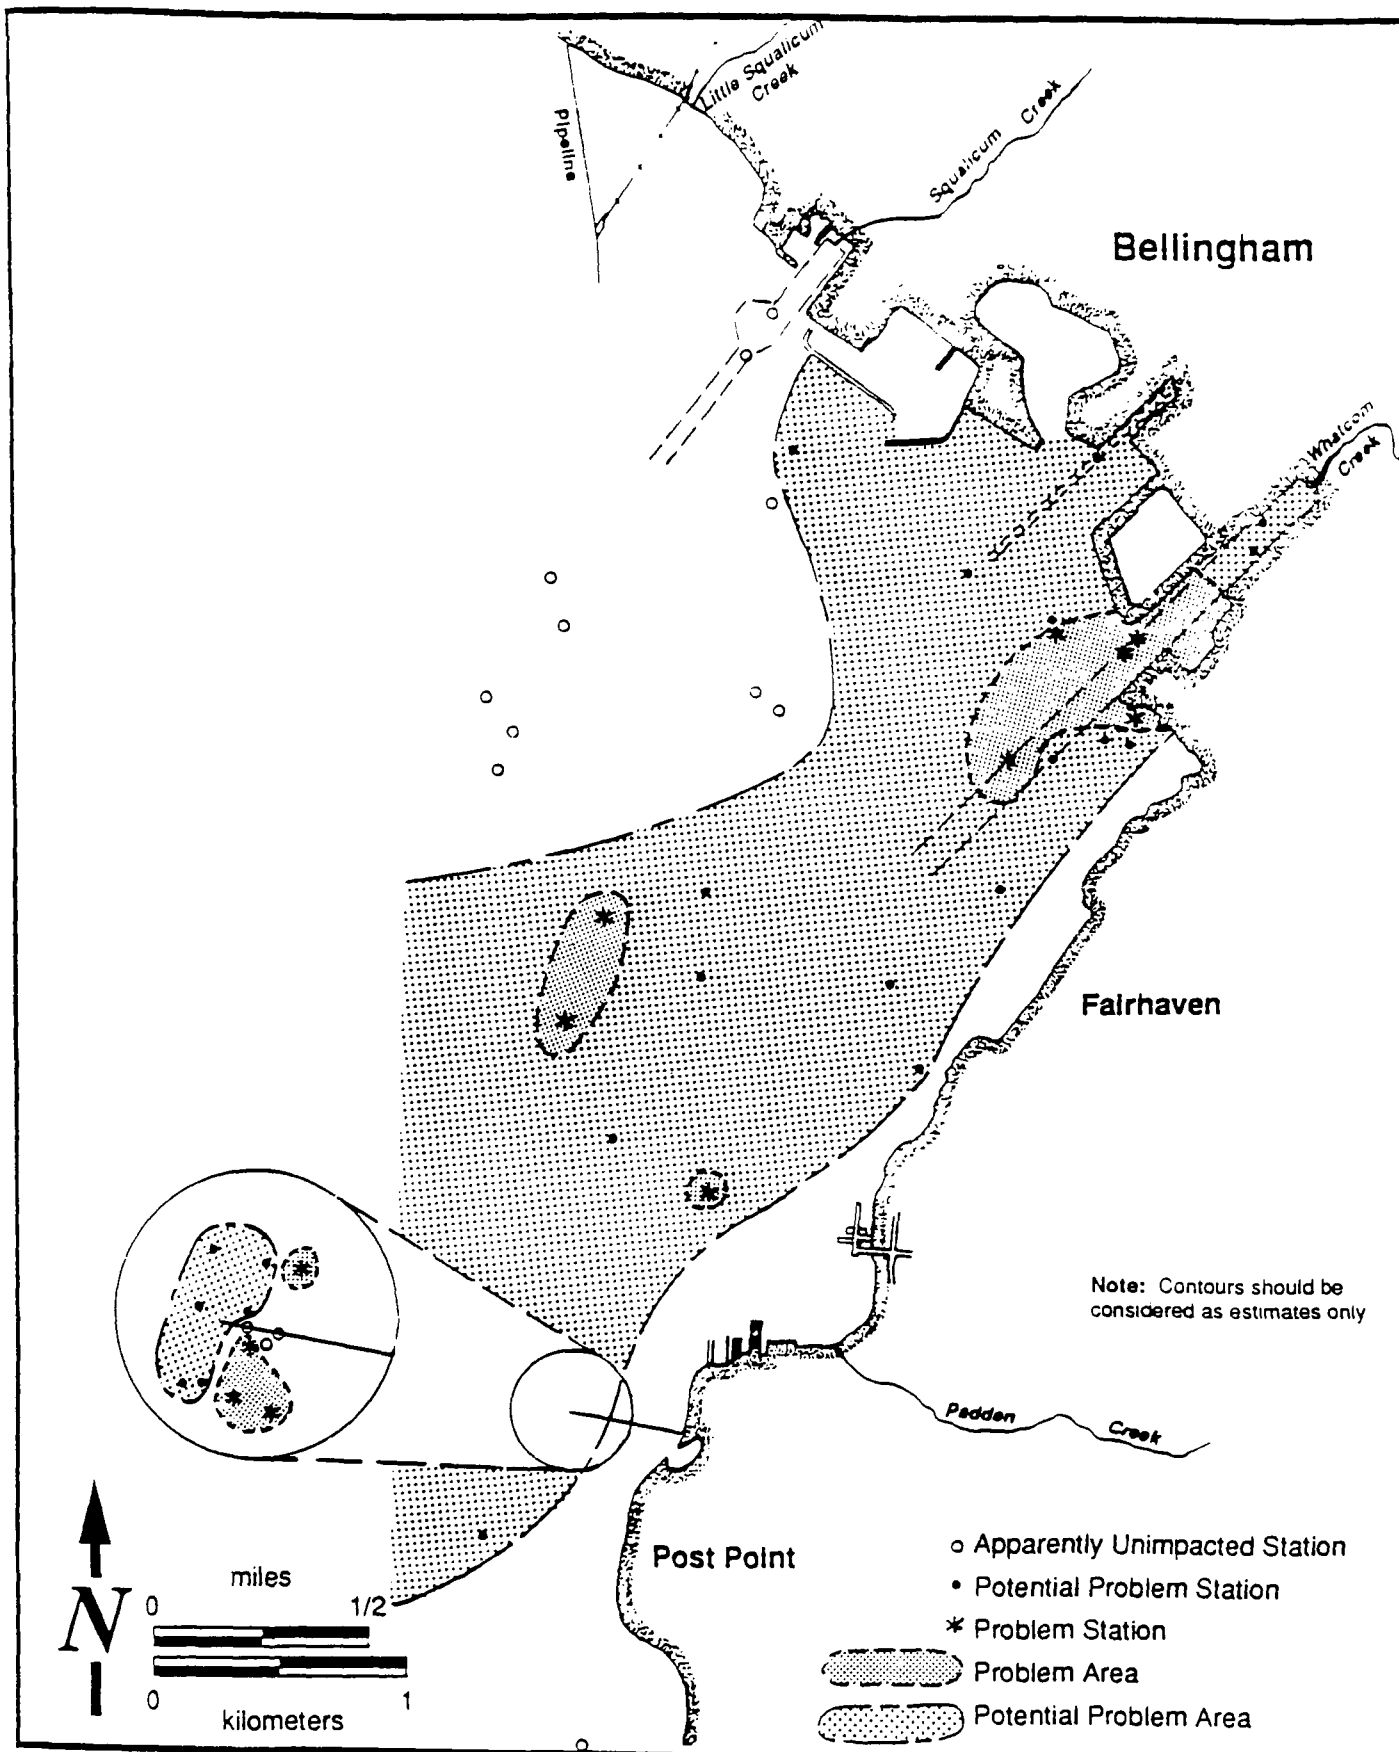 Little Squalicum
Creek
Pipeline
Squalicum Creek
Bellingham
Whatcom
Creek
Fairhaven
Note: Contours should be
considered as estimates only
Padden Creek
Post Point
N
miles
0 1/2
0 1
kilometers
Apparently Unimpacted Station
Potential Problem Station
Problem Station
Problem Area
Potential Problem Area